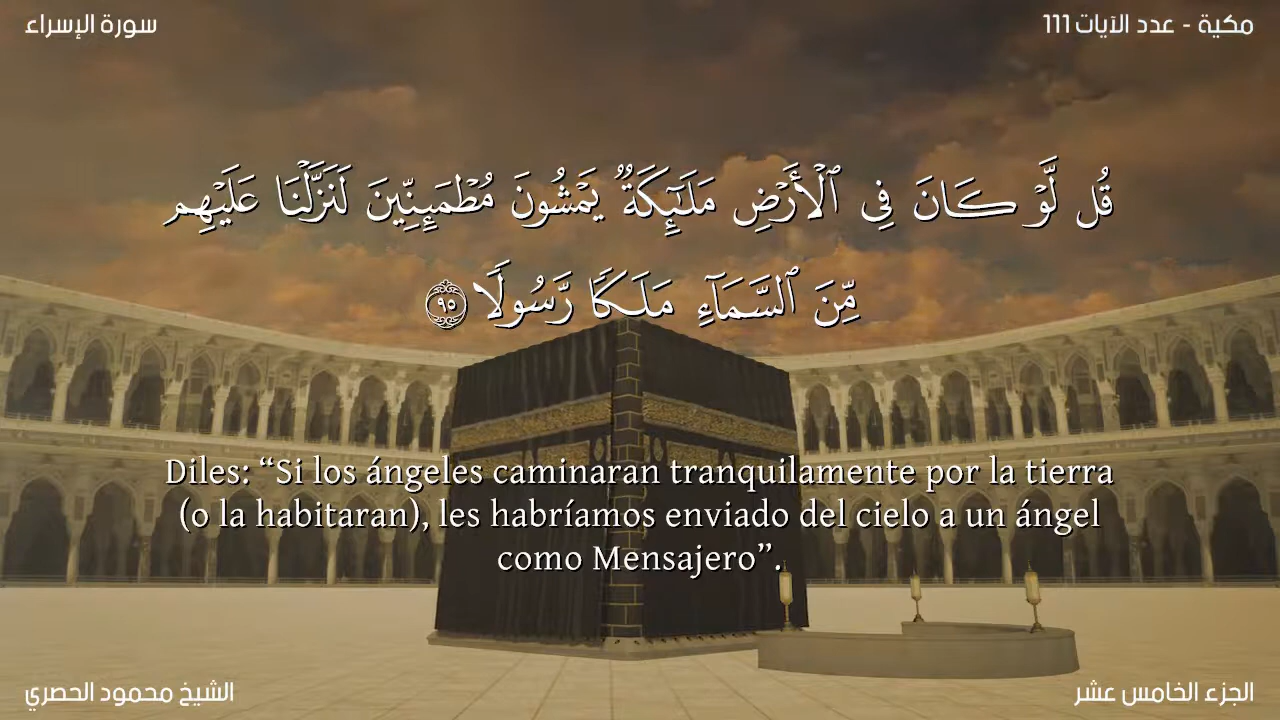 سورة الإسراء
مكية - عدد الآيات 111
قُل لَّوْ كَانَ فِى ٱلْأَرْضِ مَلَـٰٓئِكَةٌ يَمْشُونَ مُطْمَئِنِّينَ لَنَزَّلْنَا عَلَيْهِم
مِّنَ ٱلسَّمَآءِ مَلَكًا رَّسُولًا ٩٥
Diles: “Si los ángeles caminaran tranquilamente por la tierra
(o la habitaran), les habríamos enviado del cielo a un ángel
como Mensajero”.
الشيخ محمود الحصري
الجزء الخامس عشر